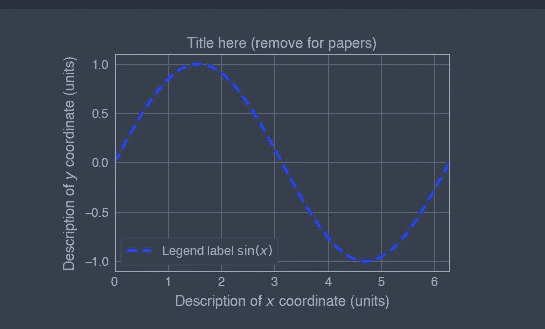 Title here (remove for papers)
Description of y coordinate (units)
1.0
0.5
0.0
−0.5
−1.0
Legend label sin(x)
0 1 2 3 4 5 6
Description of x coordinate (units)